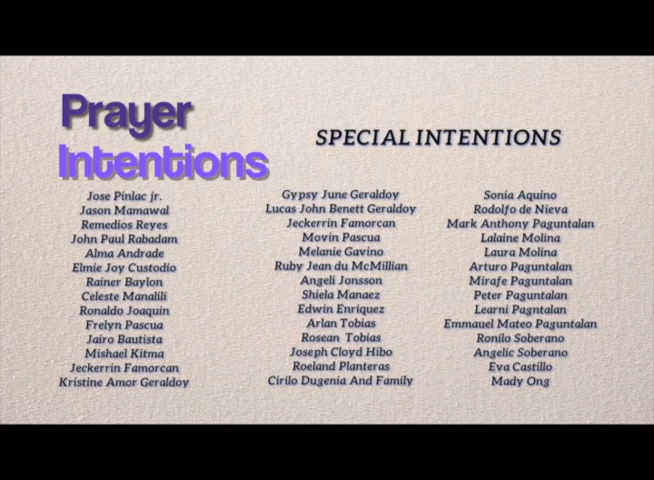 Prayer
Intentions
SPECIAL INTENTIONS
Jose Pinlac jr.
Jason Mamawal
Remedios Reyes
John Paul Rabadam
Alma Andrade
Elmie Joy Custodio
Rainer Baylon
Celeste Manalili
Ronaldo Joaquin
Frelyn Pascua
Jairo Bautista
Mishael Kitma
Jeckerrin Famorcan
Kristine Amor Geraldoy
Gypsy June Geraldoy
Lucas John Benett Geraldoy
Jeckerrin Famorcan
Movin Pascua
Melanie Gavino
Ruby Jean du McMillian
Angeli Jonsson
Shiela Manaez
Edwin Enriquez
Arlan Tobias
Rosean Tobias
Joseph Cloyd Hibo
Roeland Planteras
Cirilo Dugenia And Family
Sonia Aquino
Rodolfo de Nieva
Mark Anthony Paguntalan
Lalaine Molina
Laura Molina
Arturo Paguntalan
Mirafe Paguntalan
Peter Paguntalan
Learni Pagntalan
Emmauel Mateo Paguntalan
Ronilo Soberano
Angelic Soberano
Eva Castillo
Mady Ong